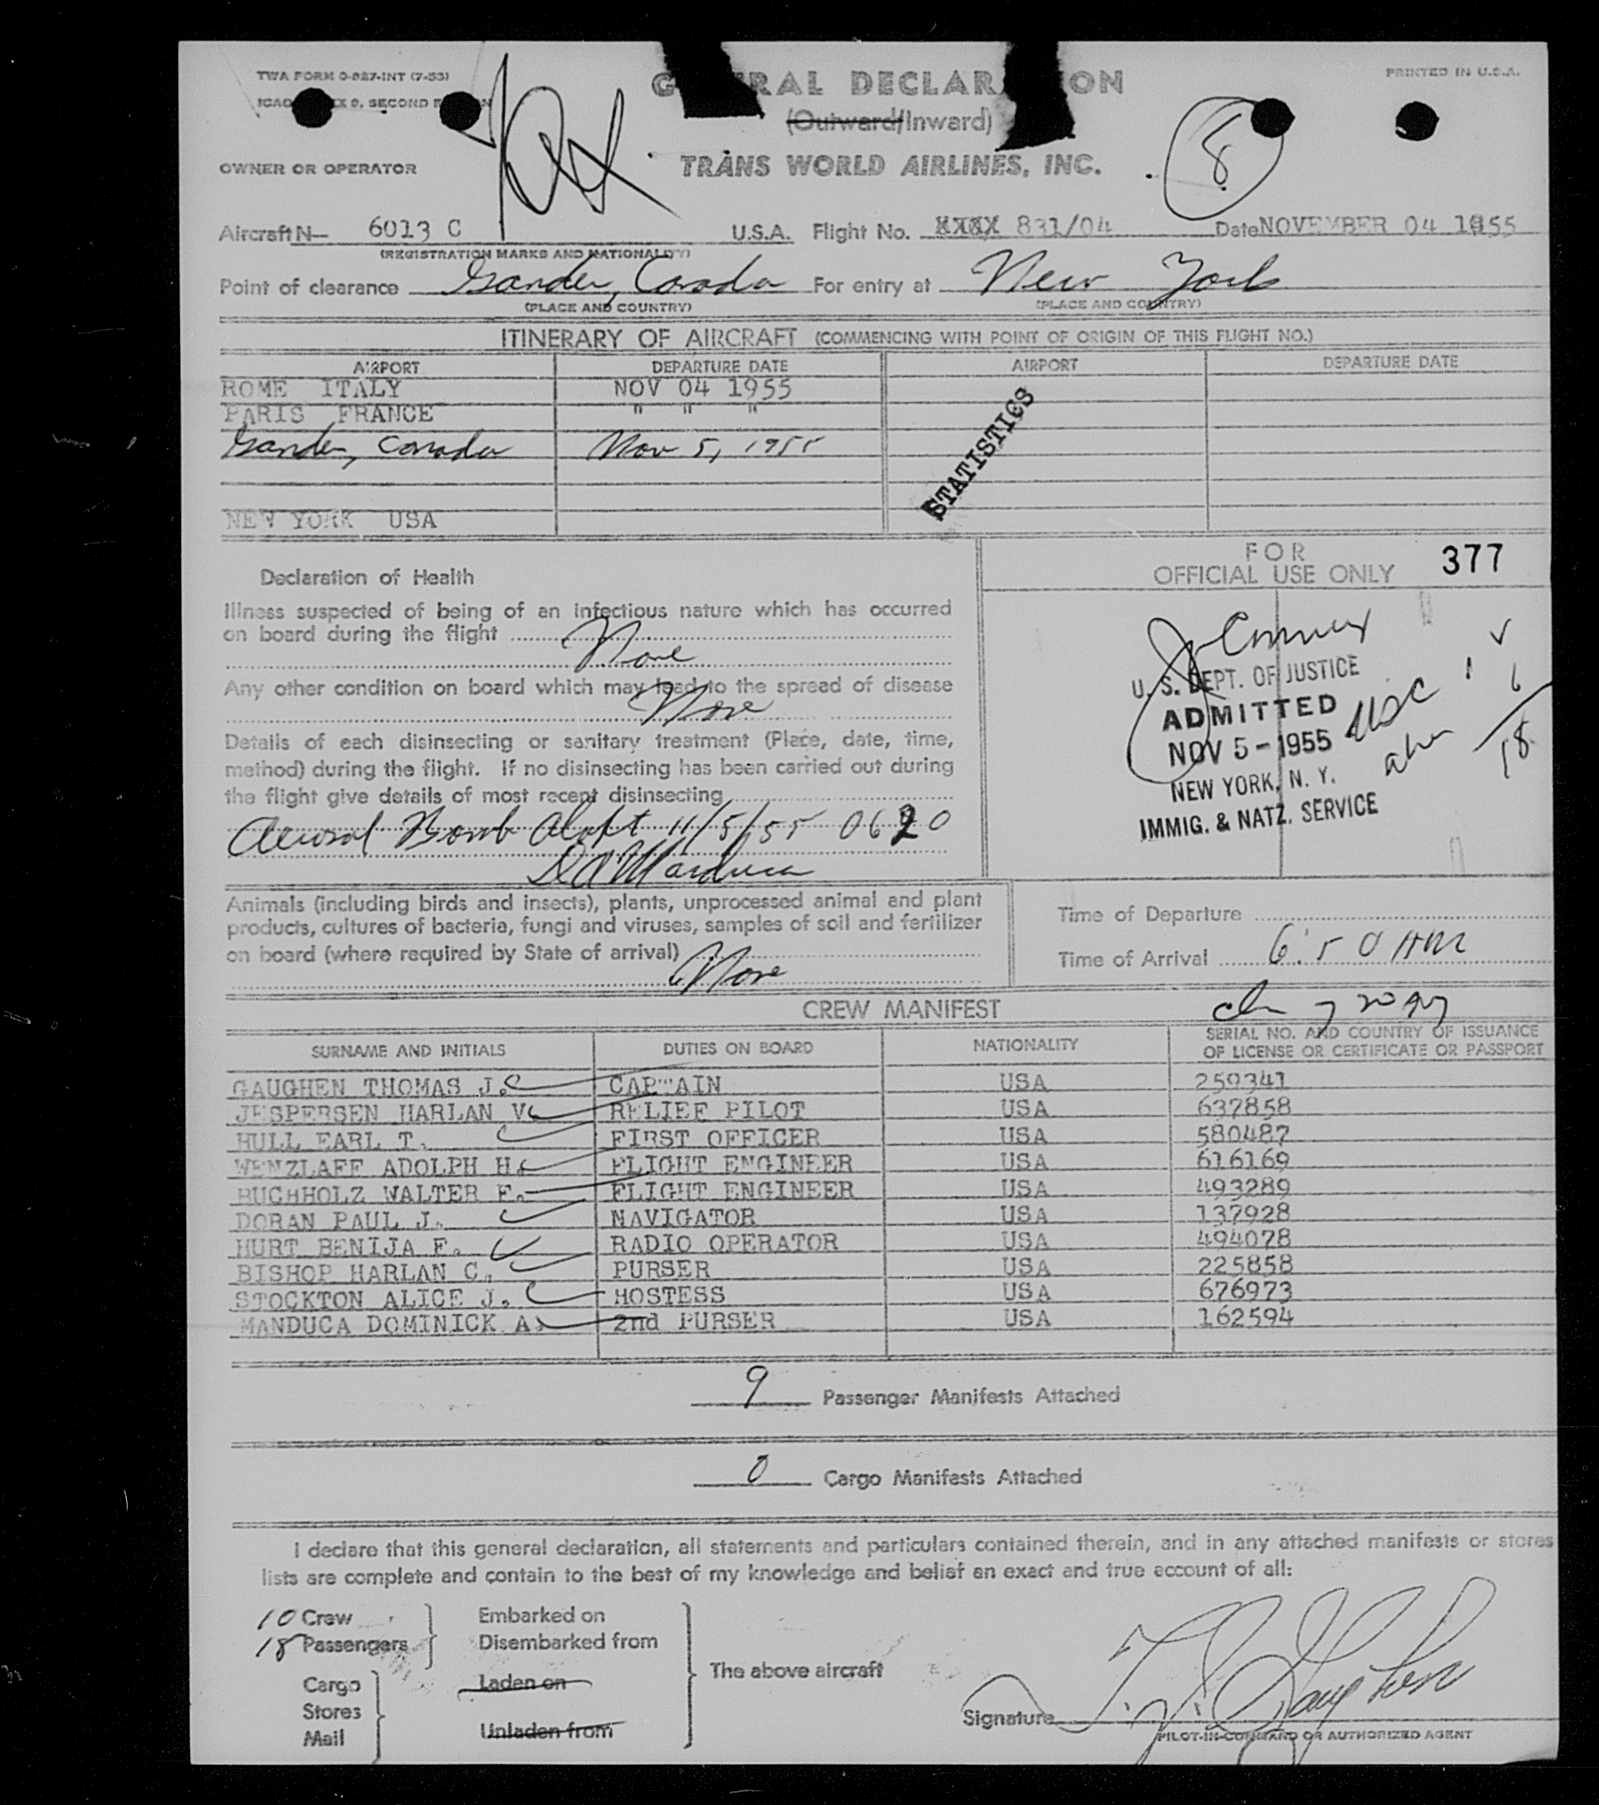 TWA FORM O-927-INT (7-53)
PRINTED IN U.S.A.
GENERAL DECLARATION
SECOND
(Outward/Inward)
8
OWNER OR OPERATOR
TRANS WORLD AIRLINES, INC.
Aircraft N— 6013 C U.S.A. Flight No. XXXX 831/04 Date NOVEMBER 04 1955
(REGISTRATION MARKS AND NATIONALITY)
Point of clearance Gander, Canada For entry at New York
(PLACE AND COUNTRY) (PLACE AND COUNTRY)
ITINERARY OF AIRCRAFT (COMMENCING WITH POINT OF ORIGIN OF THIS FLIGHT NO.)
AIRPORT DEPARTURE DATE AIRPORT DEPARTURE DATE
ROME ITALY NOV 04 1955
PARIS FRANCE " " "
Gander, Canada Nov 5, 1955
STATISTICS
NEW YORK USA
FOR
OFFICIAL USE ONLY 377
Declaration of Health
Illness suspected of being of an infectious nature which has occurred
on board during the flight None
Any other condition on board which may lead to the spread of disease
None
Details of each disinsecting or sanitary treatment (Place, date, time,
method) during the flight. If no disinsecting has been carried out during
the flight give details of most recent disinsecting
Aerosol Bomb Aloft 11/5/55 0620
D A Manduca
U. S. DEPT. OF JUSTICE
ADMITTED
NOV 5 - 1955
NEW YORK, N. Y.
IMMIG. & NATZ. SERVICE
USC
18
Animals (including birds and insects), plants, unprocessed animal and plant
products, cultures of bacteria, fungi and viruses, samples of soil and fertilizer
on board (where required by State of arrival) None
Time of Departure
Time of Arrival 6:50 AM
CREW MANIFEST
SURNAME AND INITIALS DUTIES ON BOARD NATIONALITY SERIAL NO. AND COUNTRY OF ISSUANCE
OF LICENSE OR CERTIFICATE OR PASSPORT
GAUGHEN THOMAS J. CAPTAIN USA 259341
JESPERSEN HARLAN V. RELIEF PILOT USA 637858
HULL EARL T. FIRST OFFICER USA 580487
WENZLAFF ADOLPH H. FLIGHT ENGINEER USA 616169
BUCHHOLZ WALTER F. FLIGHT ENGINEER USA 493289
DORAN PAUL J. NAVIGATOR USA 137928
HURT BENIJA F. RADIO OPERATOR USA 494078
BISHOP HARLAN C. PURSER USA 225858
STOCKTON ALICE J. HOSTESS USA 676973
MANDUCA DOMINICK A. 2nd PURSER USA 162594
9 Passenger Manifests Attached
0 Cargo Manifests Attached
I declare that this general declaration, all statements and particulars contained therein, and in any attached manifests or stores
lists are complete and contain to the best of my knowledge and belief an exact and true account of all:
10 Crew Embarked on
18 Passengers Disembarked from
The above aircraft
Cargo Laden on
Stores
Mail Unladen from
Signature T. J. Gaughen
PILOT-IN-COMMAND OR AUTHORIZED AGENT